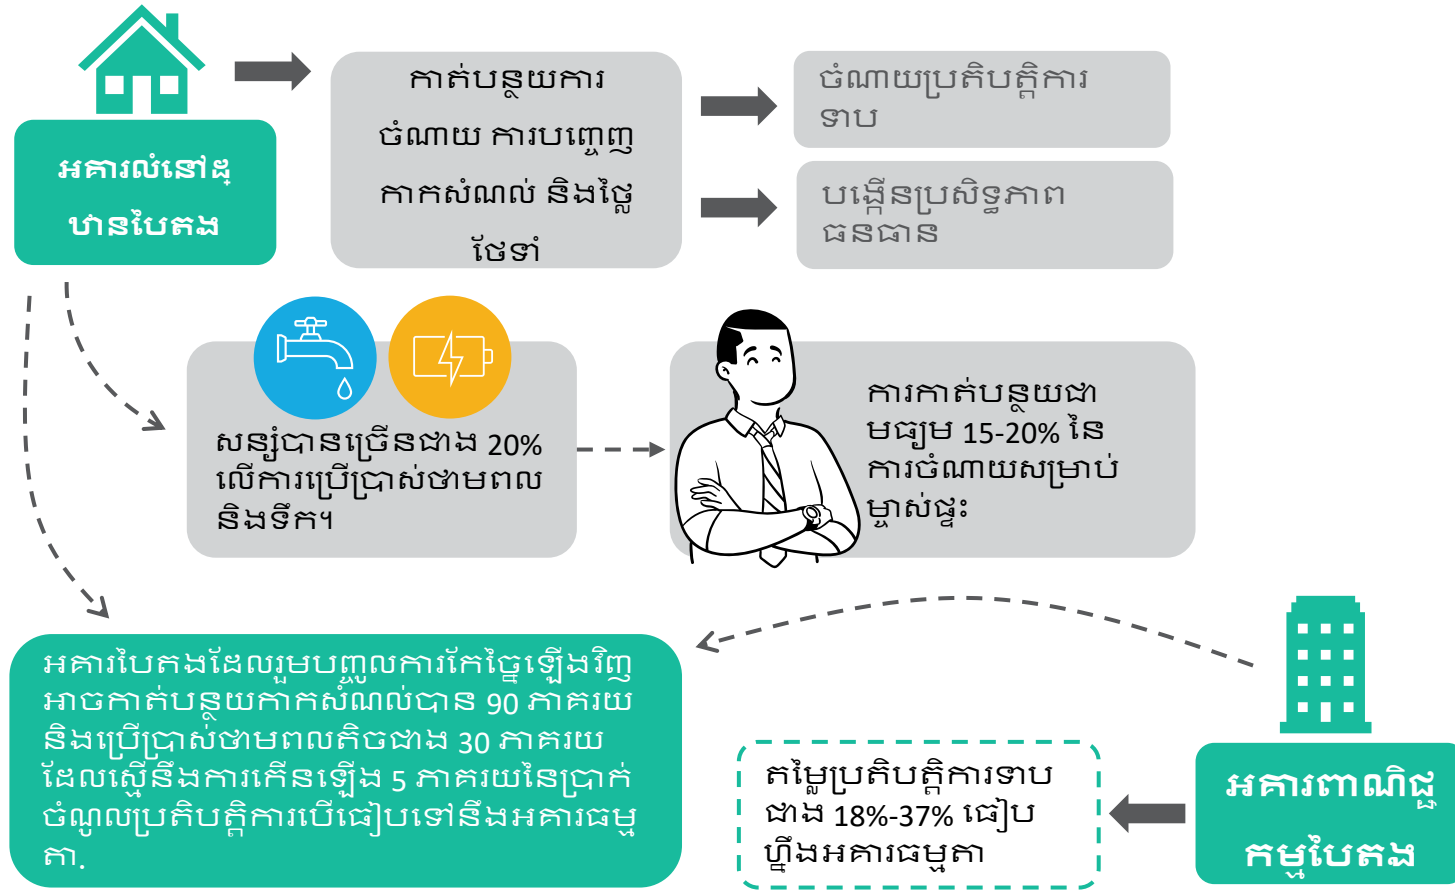 អគារលំនៅដ្
ឋានបៃតង
កាត់បន្ថយការ
ចំណាយ ការបញ្ចេញ
កាកសំណល់ និងថ្លៃ
ថែទាំ
ចំណាយប្រតិបត្តិការ
ទាប
បង្កើនប្រសិទ្ធភាព
ធនធាន
សន្សំបានច្រើនជាង 20%
លើការប្រើប្រាស់ថាមពល
និងទឹក។
ការកាត់បន្ថយជា
មធ្យម 15-20% នៃ
ការចំណាយសម្រាប់
ម្ចាស់ផ្ទះ
អគារបៃតងដែលរួមបញ្ចូលការកែច្នៃឡើងវិញ
អាចកាត់បន្ថយកាកសំណល់បាន 90 ភាគរយ
និងប្រើប្រាស់ថាមពលតិចជាង 30 ភាគរយ
ដែលស្មើនឹងការកើនឡើង 5 ភាគរយនៃប្រាក់
ចំណូលប្រតិបត្តិការបើធៀបទៅនឹងអគារធម្ម
តា.
តម្លៃប្រតិបត្តិការទាប
ជាង 18%-37% ធៀប
ហ្នឹងអគារធម្មតា
អគារពាណិជ្ជ
កម្មបៃតង